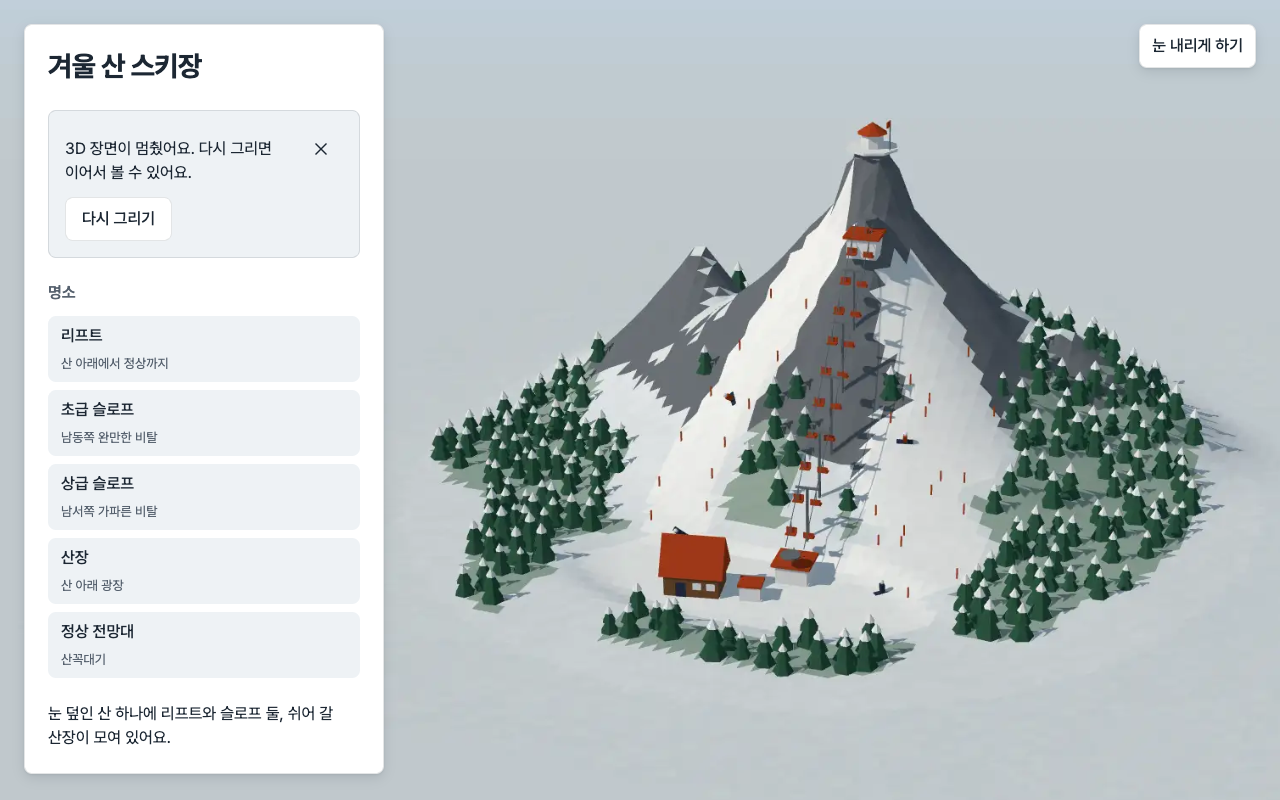 겨울 산 스키장
눈 내리게 하기
3D 장면이 멈췄어요. 다시 그리면
이어서 볼 수 있어요.
다시 그리기
명소
리프트
산 아래에서 정상까지
초급 슬로프
남동쪽 완만한 비탈
상급 슬로프
남서쪽 가파른 비탈
산장
산 아래 광장
정상 전망대
산꼭대기
눈 덮인 산 하나에 리프트와 슬로프 둘, 쉬어 갈
산장이 모여 있어요.